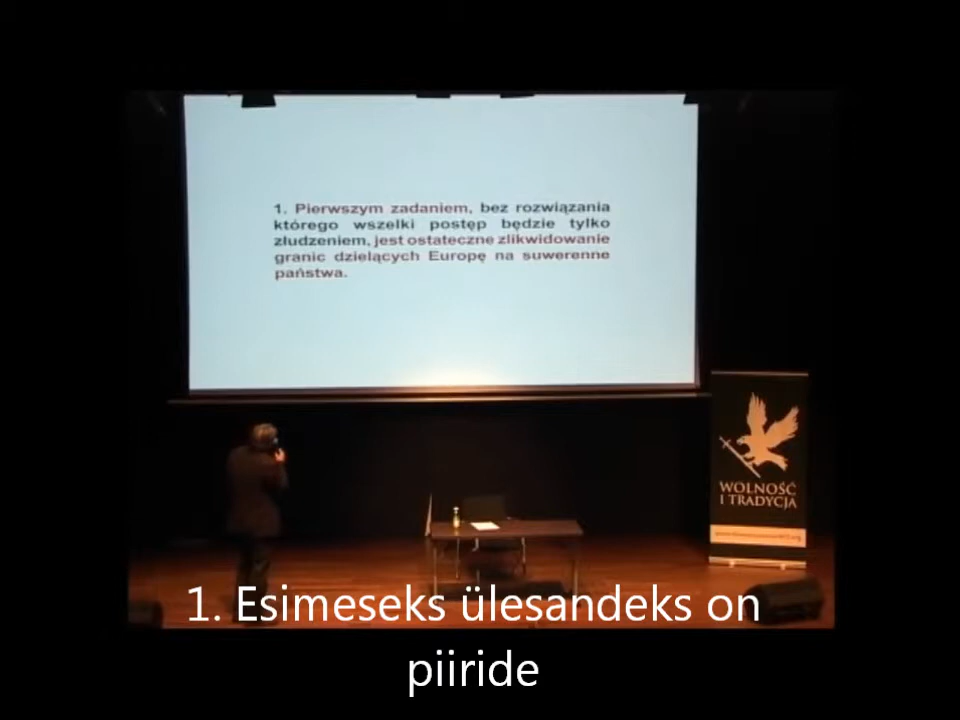 1. Pierwszym zadaniem, bez rozwiązania
którego wszelki postęp będzie tylko
złudzeniem, jest ostateczne zlikwidowanie
granic dzielących Europę na suwerenne
państwa.
WOLNOŚĆ
I TRADYCJA
1. Esimeseks ülesandeks on
piiride